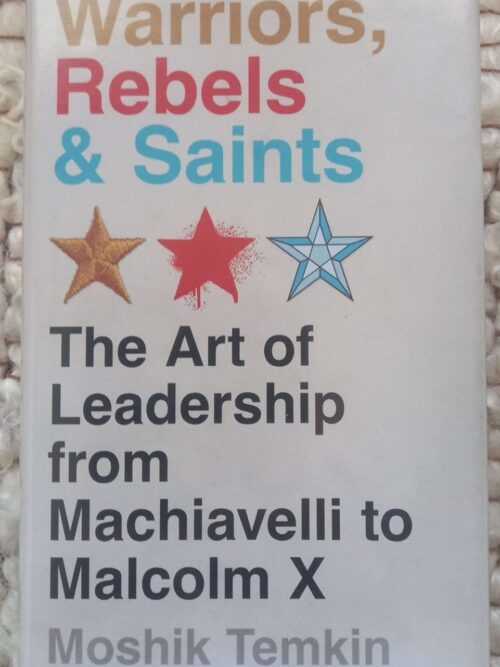 Warriors,
Rebels
& Saints
The Art of
Leadership
from
Machiavelli to
Malcolm X
Moshik Temkin